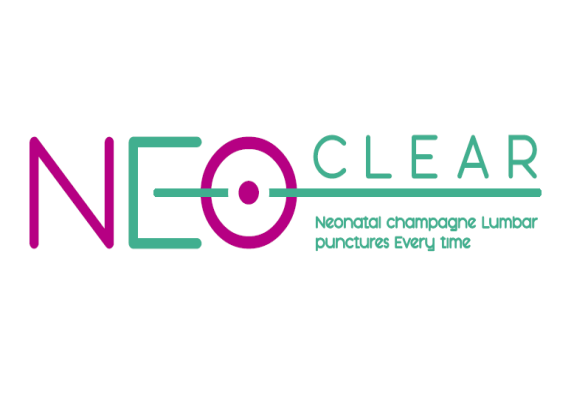 NEO CLEAR
Neonatal champagne Lumbar
punctures Every time